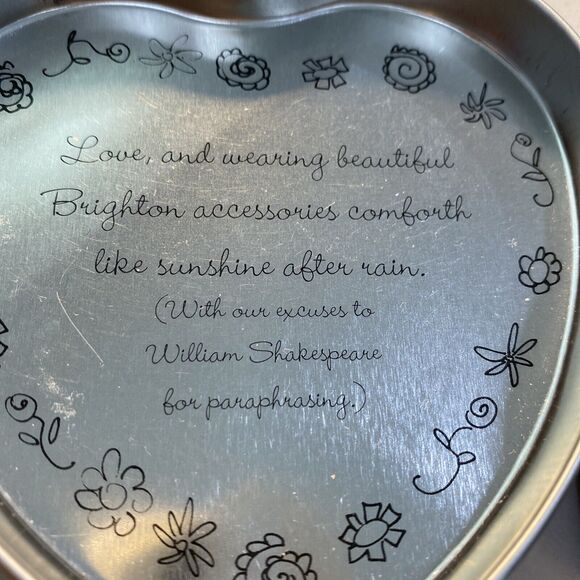 Love, and wearing beautiful
Brighton accessories comforth
like sunshine after rain.
(With our excuses to
William Shakespeare
for paraphrasing.)